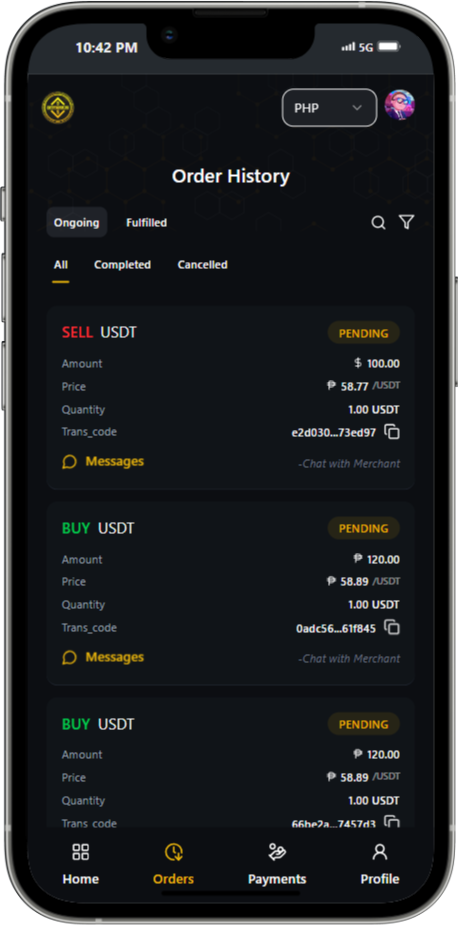 10:42 PM 5G
PHP
Order History
Ongoing Fulfilled
All Completed Cancelled
SELL USDT PENDING
Amount $ 100.00
Price ₱ 58.77 /USDT
Quantity 1.00 USDT
Trans_code e2d030...73ed97
Messages -Chat with Merchant
BUY USDT PENDING
Amount ₱ 120.00
Price ₱ 58.89 /USDT
Quantity 1.00 USDT
Trans_code 0adc56...61f845
Messages -Chat with Merchant
BUY USDT PENDING
Amount ₱ 120.00
Price ₱ 58.89 /USDT
Quantity 1.00 USDT
Trans_code 66be2a...7457d3
Home Orders Payments Profile